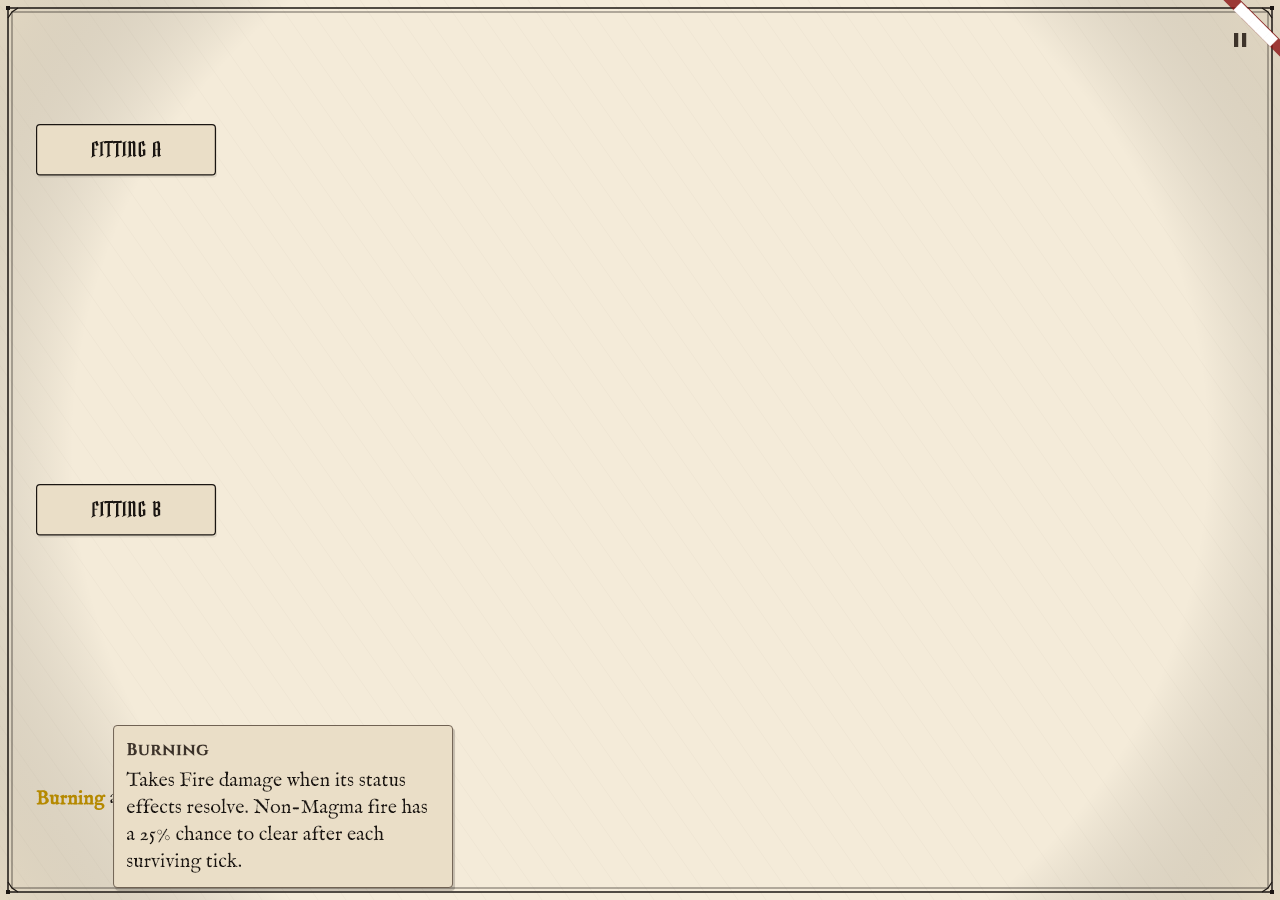 FITTING A
FITTING B
Burning
Burning
Takes Fire damage when its status
effects resolve. Non-Magma fire has
a 25% chance to clear after each
surviving tick.